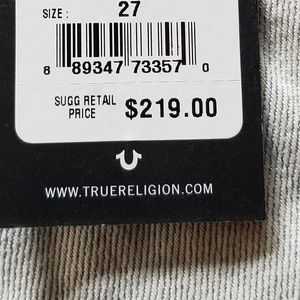 SIZE : 27
8 89347 73357 0
SUGG RETAIL
PRICE $219.00
WWW.TRUERELIGION.COM